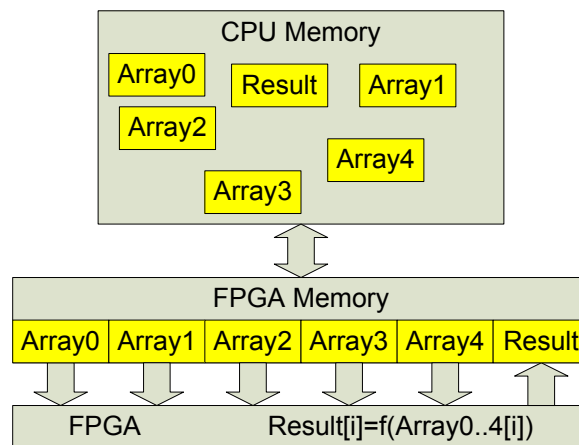 CPU Memory
Array0
Result
Array1
Array2
Array4
Array3
FPGA Memory
Array0 Array1 Array2 Array3 Array4 Result
FPGA Result[i]=f(Array0..4[i])